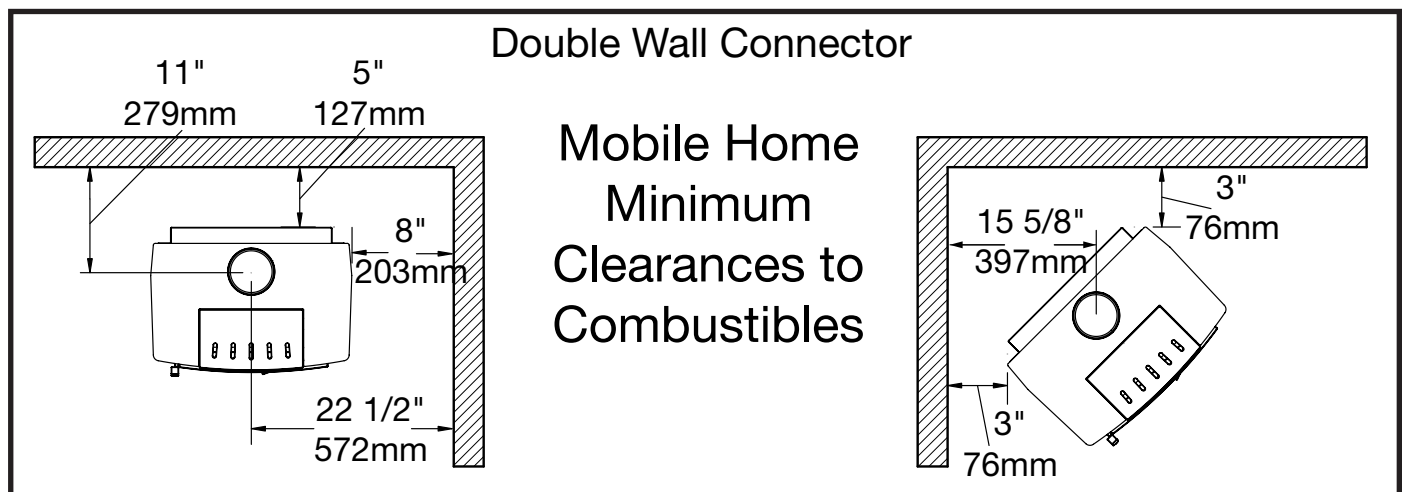 Double Wall Connector
11"
279mm
5"
127mm
8"
203mm
22 1/2"
572mm
Mobile Home
Minimum
Clearances to
Combustibles
3"
76mm
15 5/8"
397mm
3"
76mm